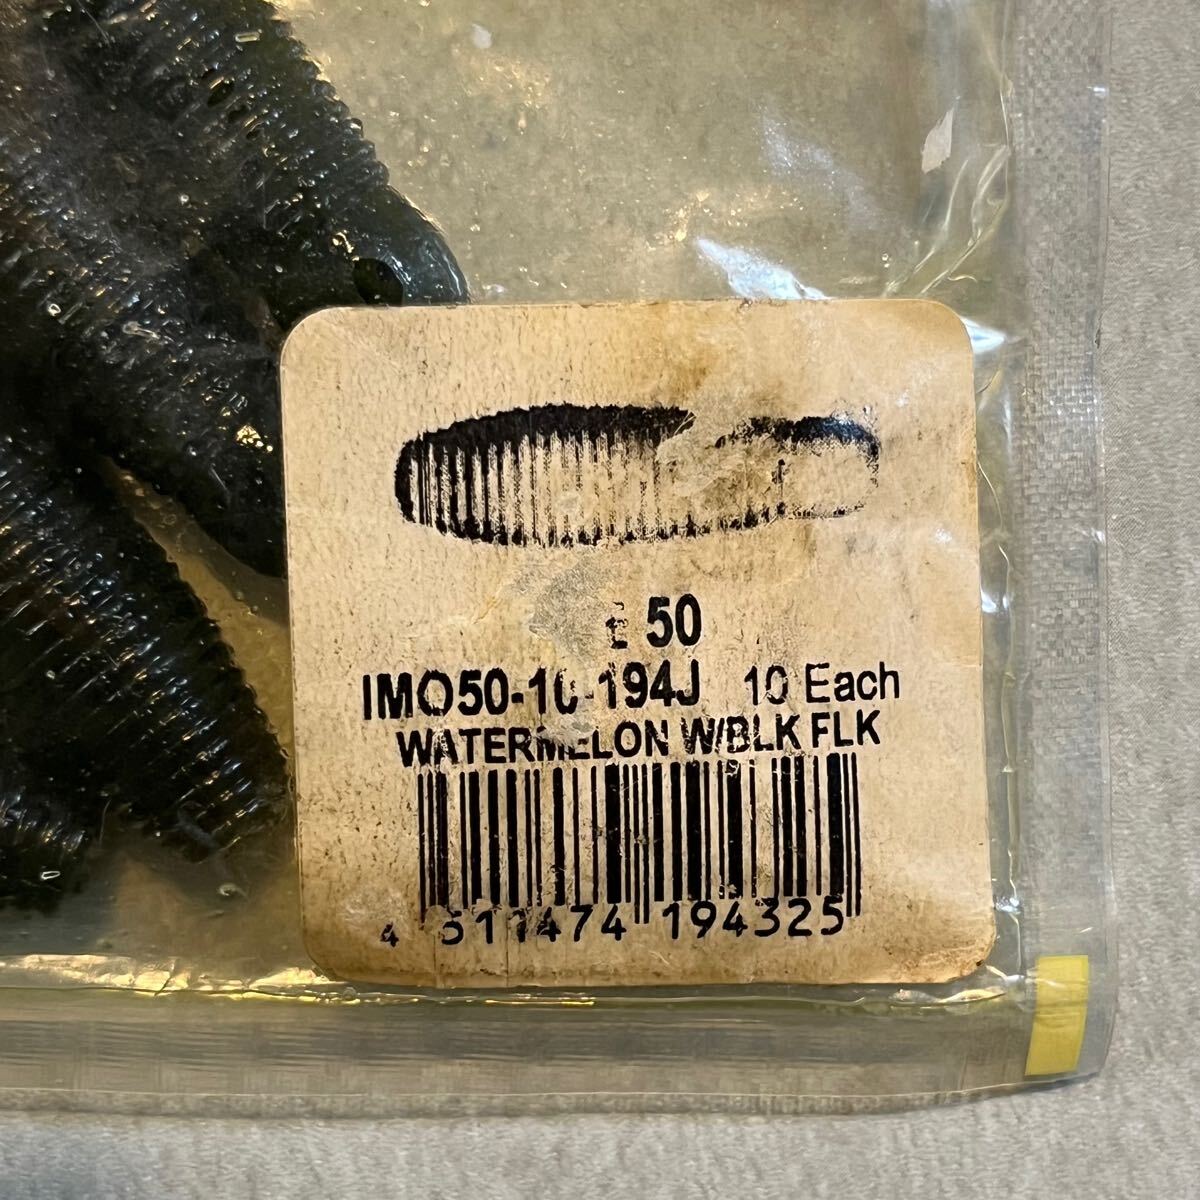 50
IMO50-10-194J 10 Each
WATERMELON W/BLK FLK
4 511474 194325